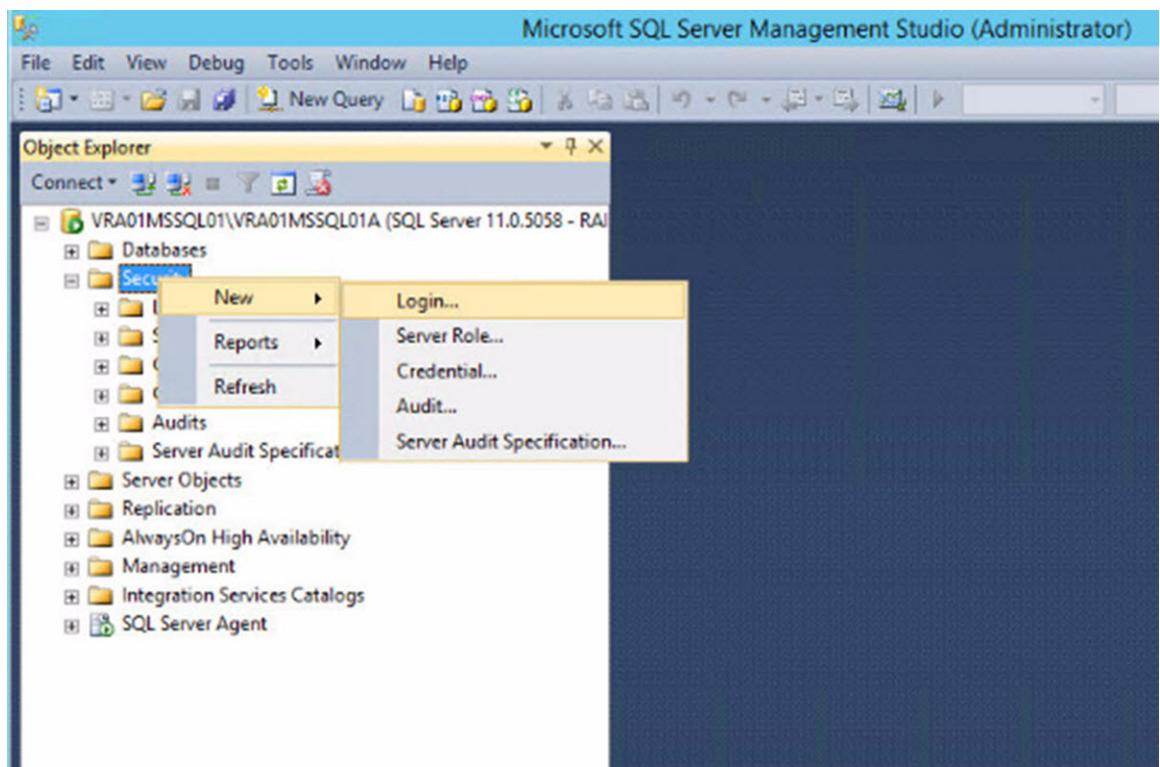 Microsoft SQL Server Management Studio (Administrator)
File Edit View Debug Tools Window Help
New Query
Object Explorer
Connect
VRA01MSSQL01\VRA01MSSQL01A (SQL Server 11.0.5058 - RAI
Databases
Security
New
Login...
Server Role...
Reports
Credential...
Refresh
Audit...
Audits
Server Audit Specification...
Server Audit Specificat
Server Objects
Replication
AlwaysOn High Availability
Management
Integration Services Catalogs
SQL Server Agent